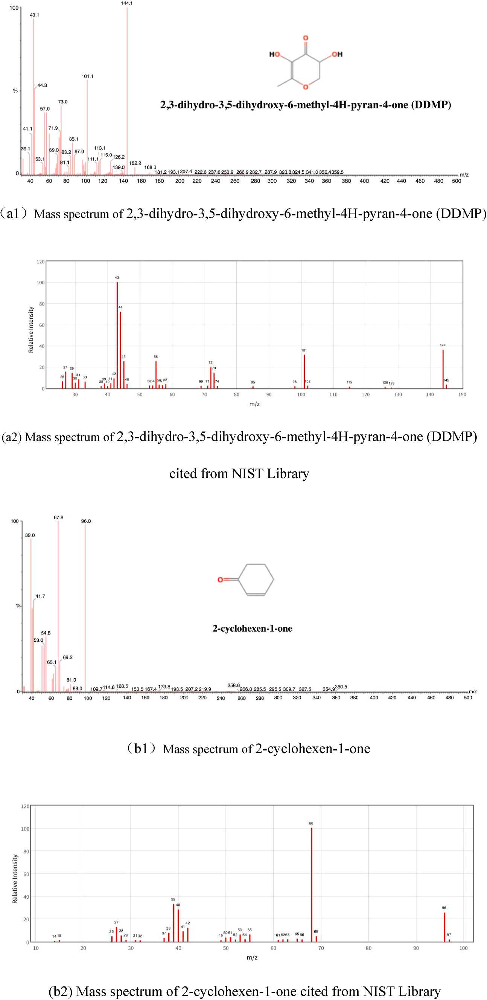 100
144.1
43.1
101.1
44.3
%
73.0
57.0
71.9
41.1
85.1
39.1
69.0
83.2
87.0
113.1
53.1
81.1
111.1
115.0
126.2
139.0
152.2
168.3
181.2 193.1 207.4 222.6 237.6 250.9 266.9 282.7 287.9 320.8 324.5 341.0 356.4 359.5
0
m/z
40 60 80 100 120 140 160 180 200 220 240 260 280 300 320 340 360 380 400 420 440 460 480 500
O
HO
OH
O
2,3-dihydro-3,5-dihydroxy-6-methyl-4H-pyran-4-one (DDMP)
（a1）Mass spectrum of 2,3-dihydro-3,5-dihydroxy-6-methyl-4H-pyran-4-one (DDMP)
120
100
80
60
40
20
0
Relative Intensity
26 27 29 30 31 33 38 39 40 41 42 43 44 45 46 53 54 55 56 57 58 69 71 72 73 74 85 98 101 102 115 126 128 144 145
30 40 50 60 70 80 90 100 110 120 130 140 150
m/z
(a2) Mass spectrum of 2,3-dihydro-3,5-dihydroxy-6-methyl-4H-pyran-4-one (DDMP)
cited from NIST Library
100
67.8
96.0
39.0
41.7
%
54.8
53.0
65.1
69.2
81.0
88.0
109.7 114.6 128.5 153.5 167.4 173.8 193.5 207.2 219.9 258.6 266.8 285.5 295.5 309.7 327.5 354.9 360.5
0
m/z
40 60 80 100 120 140 160 180 200 220 240 260 280 300 320 340 360 380 400 420 440 460 480 500
O
2-cyclohexen-1-one
（b1）Mass spectrum of 2-cyclohexen-1-one
120
100
80
60
40
20
0
Relative Intensity
14 15 26 27 28 29 31 32 37 38 39 40 41 42 49 50 51 52 53 54 55 61 62 63 65 66 68 69 96 97
10 20 30 40 50 60 70 80 90 100
m/z
(b2) Mass spectrum of 2-cyclohexen-1-one cited from NIST Library